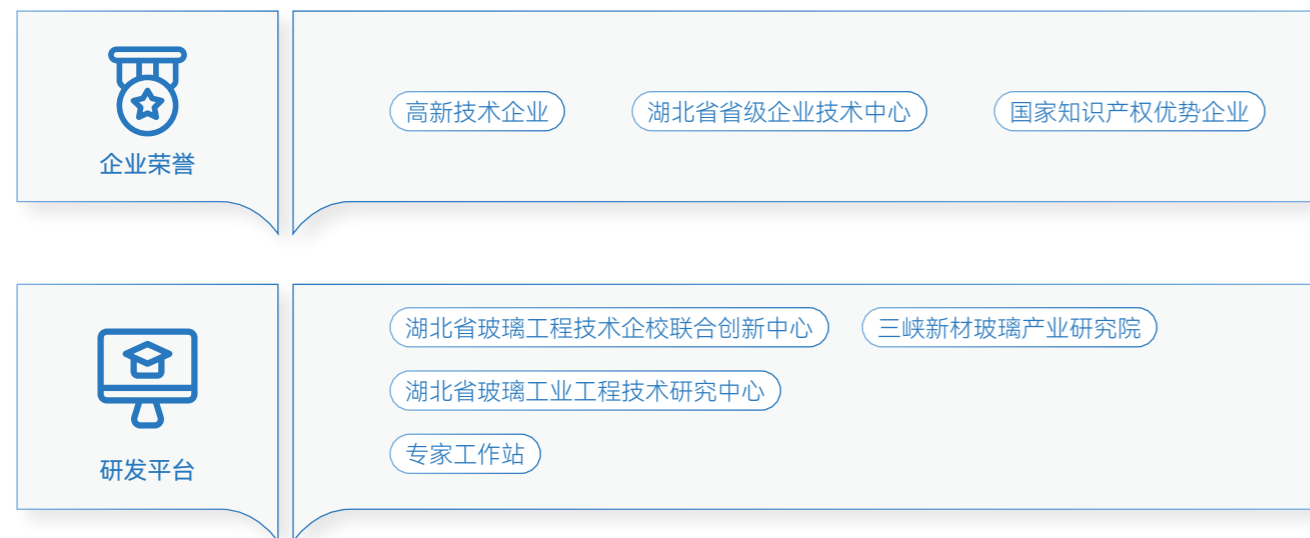 企业荣誉
高新技术企业 湖北省省级企业技术中心 国家知识产权优势企业
研发平台
湖北省玻璃工程技术企校联合创新中心 三峡新材玻璃产业研究院
湖北省玻璃工业工程技术研究中心
专家工作站